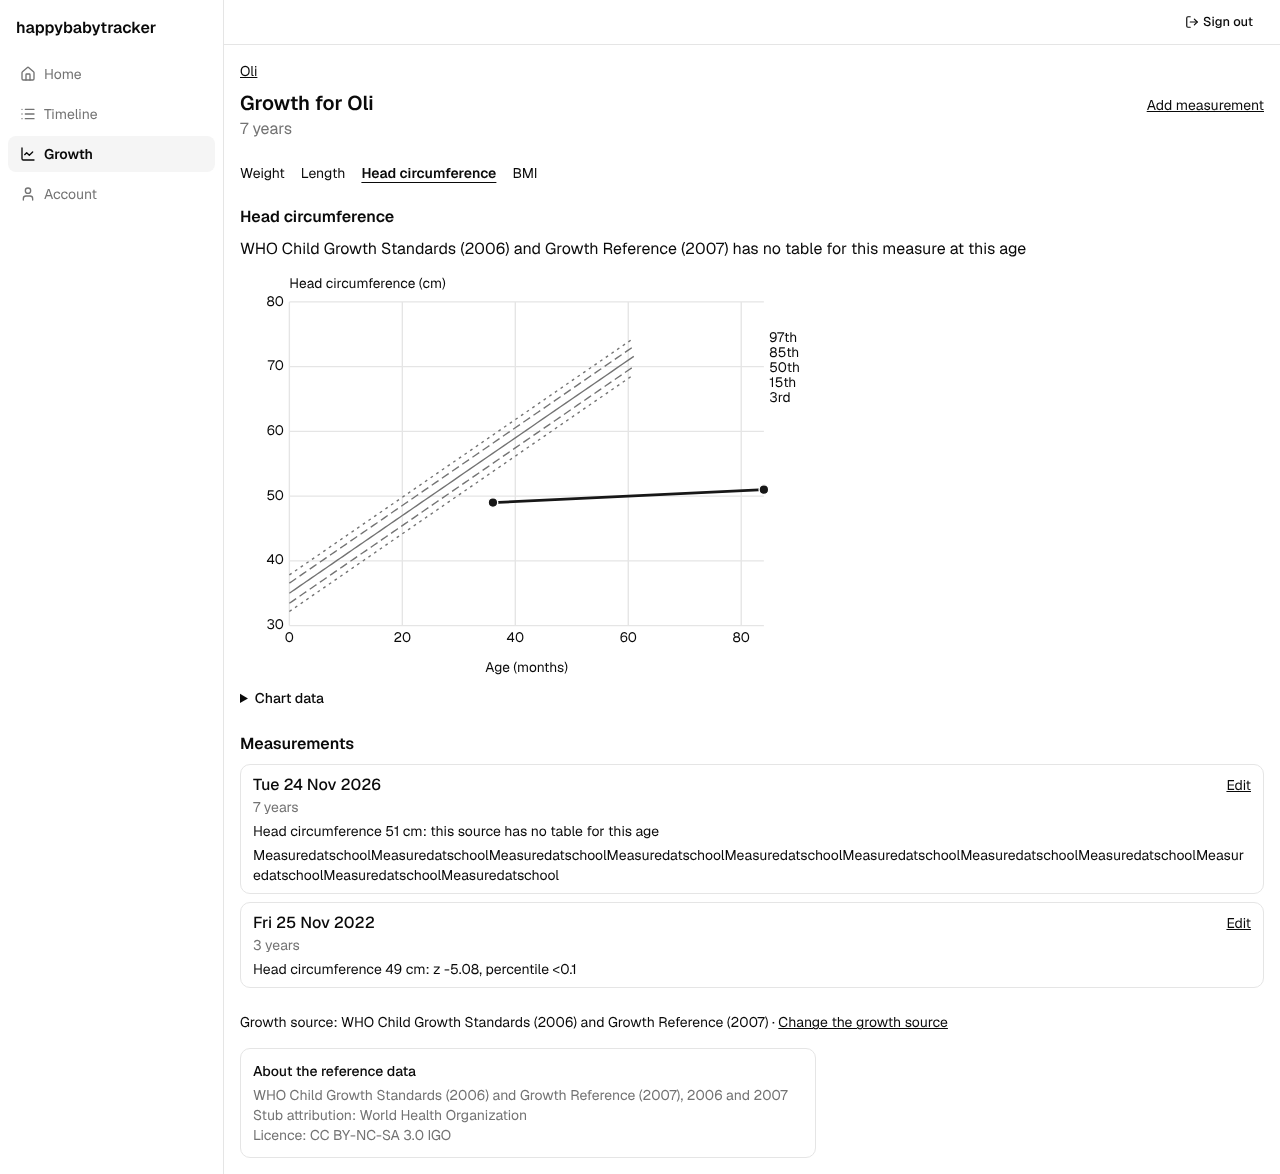 happybabytracker
Sign out
Home
Timeline
Growth
Account
Oli
Growth for Oli
Add measurement
7 years
Weight Length Head circumference BMI
Head circumference
WHO Child Growth Standards (2006) and Growth Reference (2007) has no table for this measure at this age
Head circumference (cm)
80
70
60
50
40
30
0 20 40 60 80
97th
85th
50th
15th
3rd
Age (months)
Chart data
Measurements
Tue 24 Nov 2026
Edit
7 years
Head circumference 51 cm: this source has no table for this age
MeasuredatschoolMeasuredatschoolMeasuredatschoolMeasuredatschoolMeasuredatschoolMeasuredatschoolMeasuredatschoolMeasuredatschoolMeasur
edatschoolMeasuredatschoolMeasuredatschool
Fri 25 Nov 2022
Edit
3 years
Head circumference 49 cm: z -5.08, percentile <0.1
Growth source: WHO Child Growth Standards (2006) and Growth Reference (2007) · Change the growth source
About the reference data
WHO Child Growth Standards (2006) and Growth Reference (2007), 2006 and 2007
Stub attribution: World Health Organization
Licence: CC BY-NC-SA 3.0 IGO